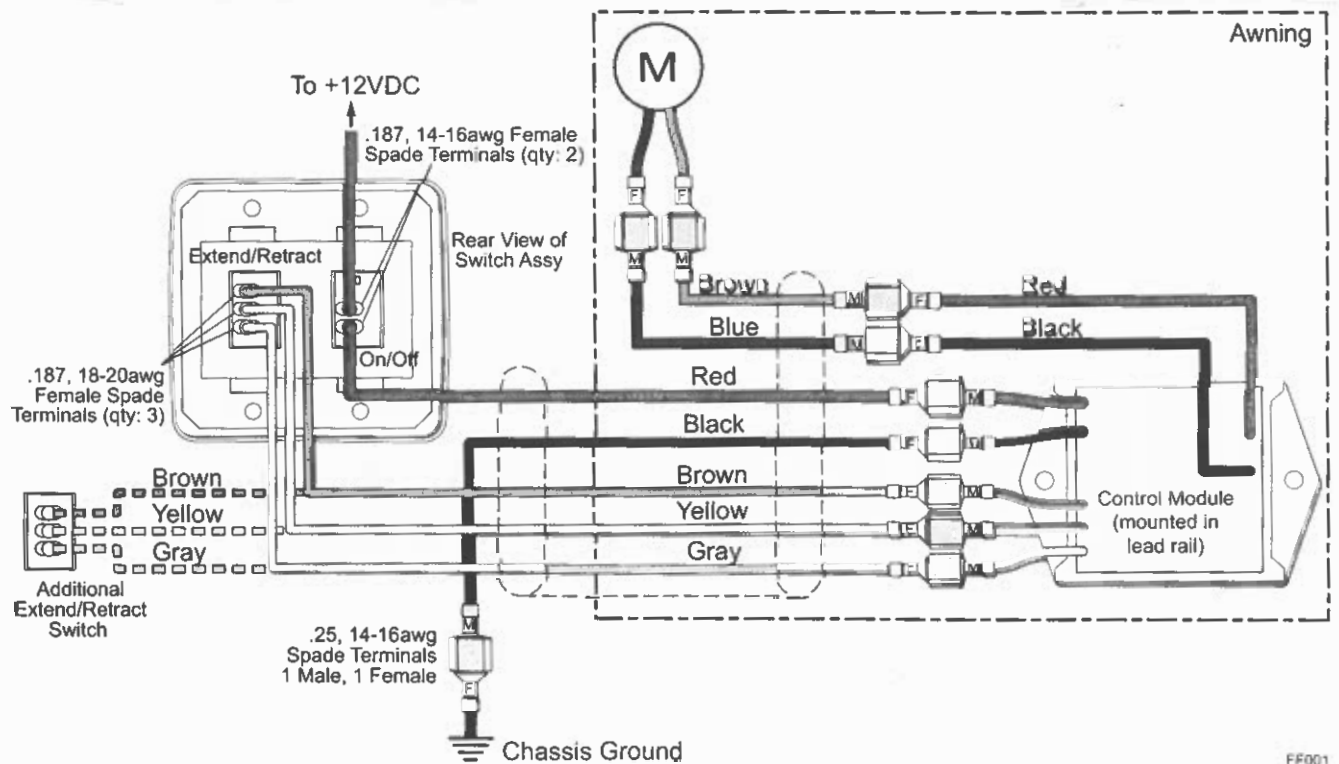 Awning
M
To +12VDC
.187, 14-16awg Female
Spade Terminals (qty: 2)
Extend/Retract
Rear View of
Switch Assy
On/Off
.187, 18-20awg
Female Spade
Terminals (qty: 3)
F
F
M
M
Brown
M
F
Red
Blue
M
F
Black
Red
F
M
Black
F
Brown
F
M
Yellow
F
M
Gray
F
M
Brown
Yellow
Gray
Additional
Extend/Retract
Switch
Control Module
(mounted in
lead rail)
.25, 14-16awg
Spade Terminals
1 Male, 1 Female
M
F
Chassis Ground
EF001